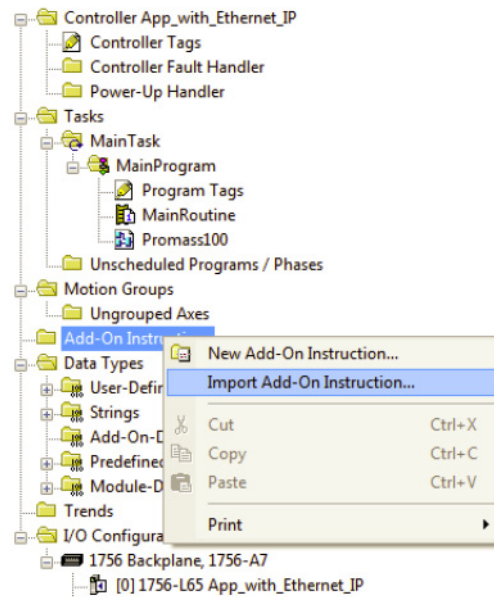 Controller App_with_Ethernet_IP
Controller Tags
Controller Fault Handler
Power-Up Handler
Tasks
MainTask
MainProgram
Program Tags
MainRoutine
Promass100
Unscheduled Programs / Phases
Motion Groups
Ungrouped Axes
Add-On
New Add-On Instruction...
Data Types
Import Add-On Instruction...
User-Defir
Strings
Cut Ctrl+X
Add-On-D
Copy Ctrl+C
Predefined
Paste Ctrl+V
Module-D
Trends
Print
I/O Configura
1756 Backplane, 1756-A7
[0] 1756-L65 App_with_Ethernet_IP